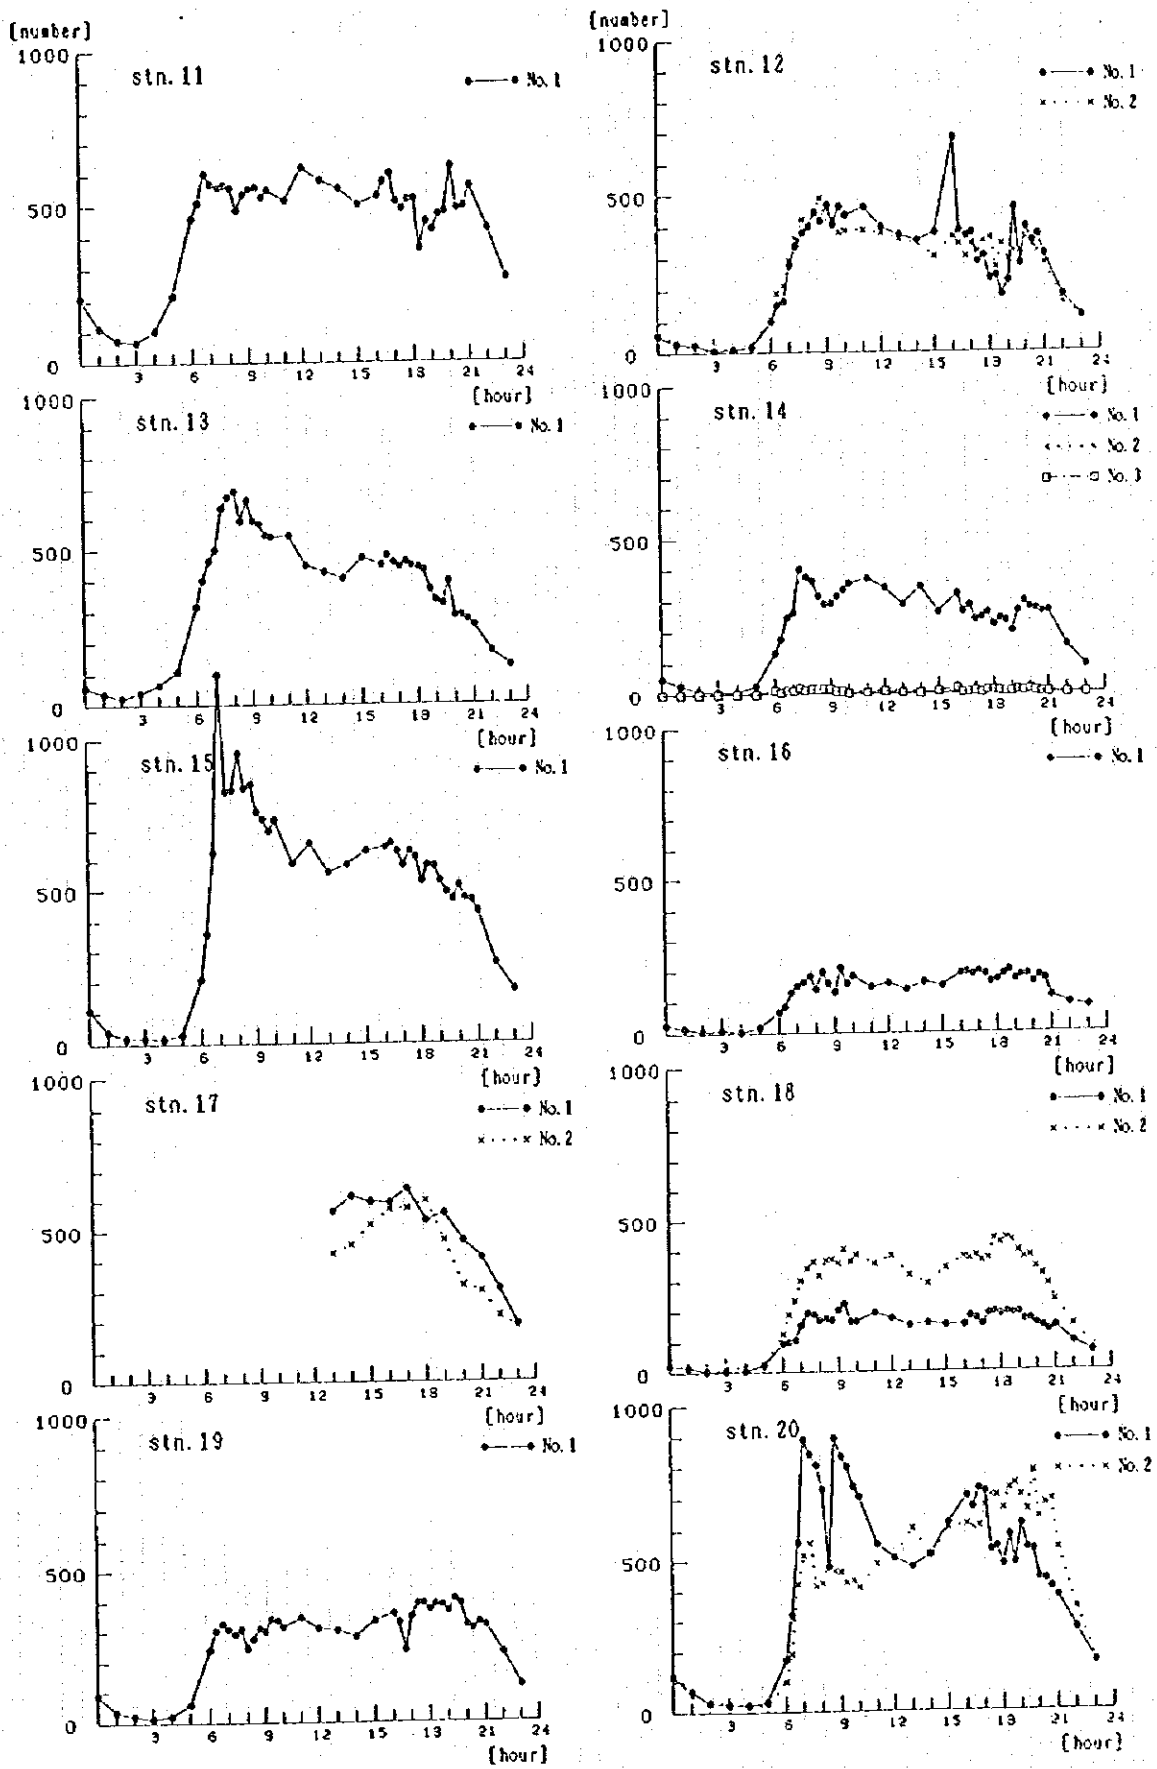 [number]
1000
stn.11
No.1
500
0
3 6 9 12 15 18 21 24
[hour]
[number]
1000
stn.12
No.1
No.2
500
0
3 6 9 12 15 18 21 24
[hour]
1000
stn.13
No.1
500
0
3 6 9 12 15 18 21 24
[hour]
1000
stn.14
No.1
No.2
No.3
500
0
3 6 9 12 15 18 21 24
[hour]
1000
stn.15
No.1
500
0
3 6 9 12 15 18 21 24
[hour]
1000
stn.16
No.1
500
0
3 6 9 12 15 18 21 24
[hour]
1000
stn.17
No.1
No.2
500
0
3 6 9 12 15 18 21 24
[hour]
1000
stn.18
No.1
No.2
500
0
3 6 9 12 15 18 21 24
[hour]
1000
stn.19
No.1
500
0
3 6 9 12 15 18 21 24
[hour]
1000
stn.20
No.1
No.2
500
0
3 6 9 12 15 18 21 24
[hour]